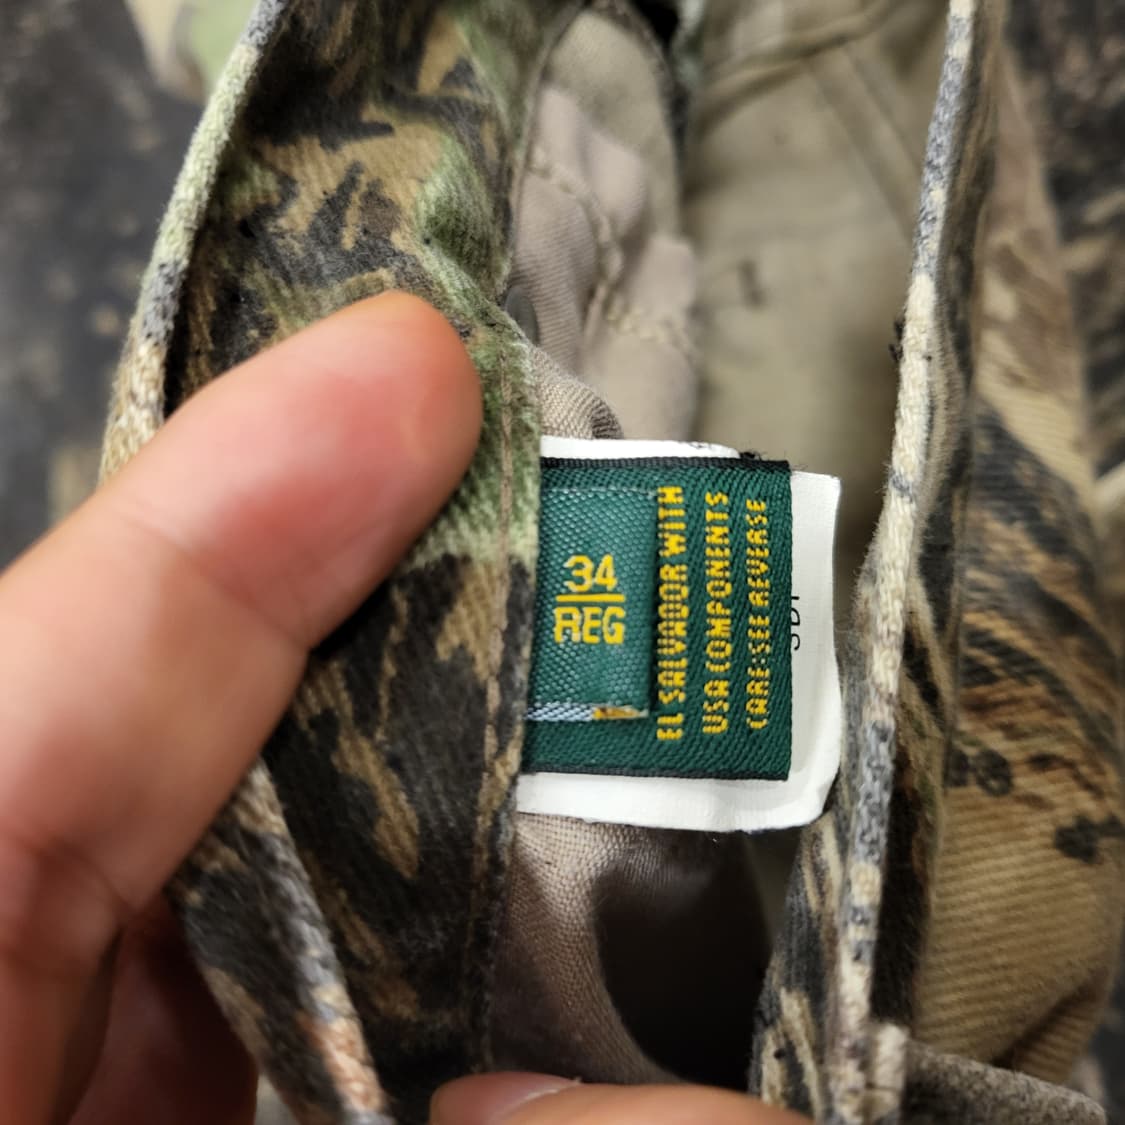 34
REG
EL SALVADOR WITH
USA COMPONENTS
CARE:SEE REVERSE